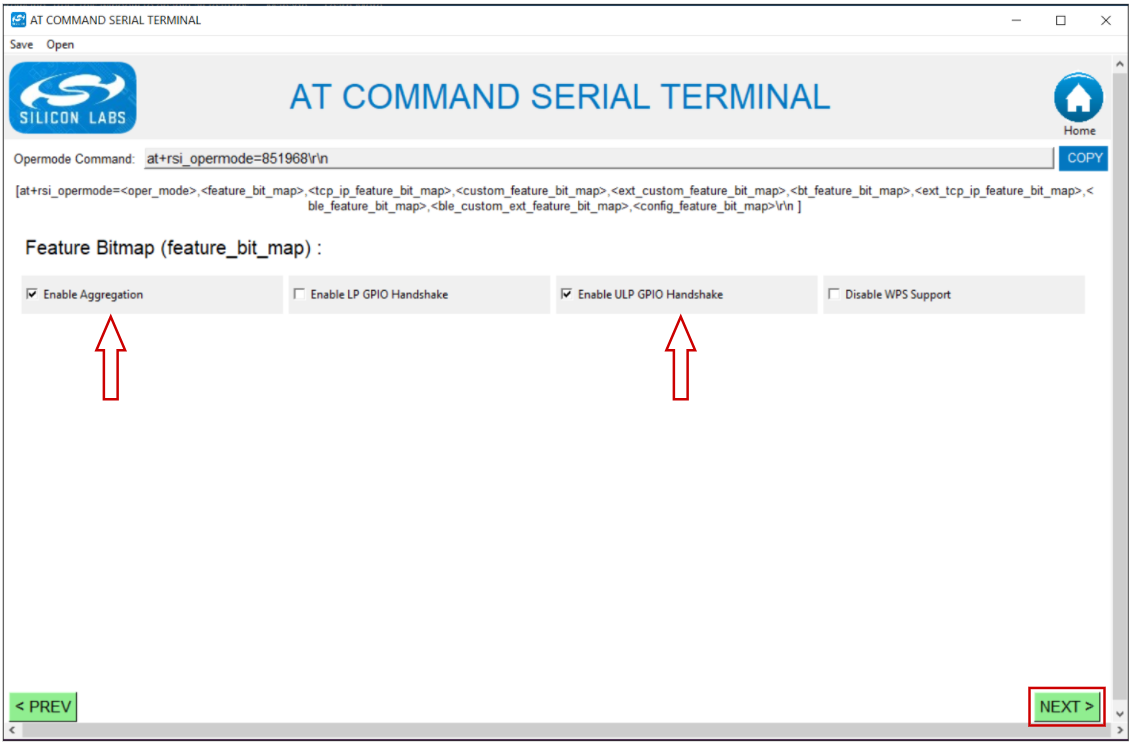 AT COMMAND SERIAL TERMINAL
Save Open
SILICON LABS
AT COMMAND SERIAL TERMINAL
Home
Opermode Command: at+rsi_opermode=851968\r\n COPY
[at+rsi_opermode=<oper_mode>,<feature_bit_map>,<tcp_ip_feature_bit_map>,<custom_feature_bit_map>,<ext_custom_feature_bit_map>,<bt_feature_bit_map>,<ext_tcp_ip_feature_bit_map>,<
ble_feature_bit_map>,<ble_custom_ext_feature_bit_map>,<config_feature_bit_map>\r\n ]
Feature Bitmap (feature_bit_map) :
Enable Aggregation Enable LP GPIO Handshake Enable ULP GPIO Handshake Disable WPS Support
< PREV NEXT >